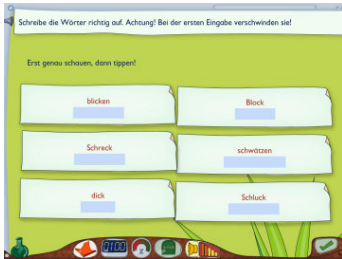 Schreibe die Wörter richtig auf. Achtung! Bei der ersten Eingabe verschwinden sie!
Erst genau schauen, dann tippen!
blicken
Block
Schreck
schwätzen
dick
Schluck